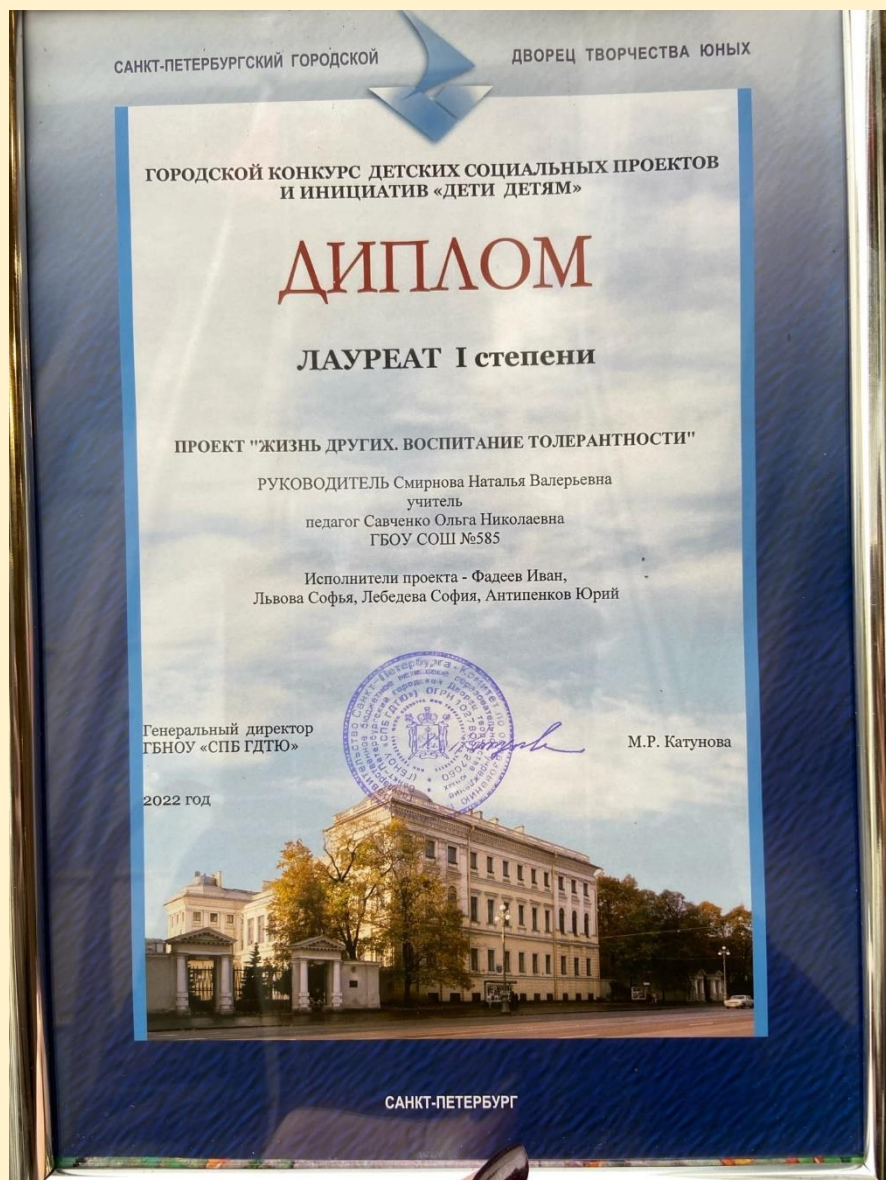 САНКТ-ПЕТЕРБУРГСКИЙ ГОРОДСКОЙ ДВОРЕЦ ТВОРЧЕСТВА ЮНЫХ
ГОРОДСКОЙ КОНКУРС ДЕТСКИХ СОЦИАЛЬНЫХ ПРОЕКТОВ
И ИНИЦИАТИВ «ДЕТИ ДЕТЯМ»
ДИПЛОМ
ЛАУРЕАТ I степени
ПРОЕКТ "ЖИЗНЬ ДРУГИХ. ВОСПИТАНИЕ ТОЛЕРАНТНОСТИ"
РУКОВОДИТЕЛЬ Смирнова Наталья Валерьевна
учитель
педагог Савченко Ольга Николаевна
ГБОУ СОШ №585
Исполнители проекта - Фадеев Иван,
Львова Софья, Лебедева София, Антипенков Юрий
Генеральный директор
ГБНОУ «СПБ ГДТЮ»
М.Р. Катунова
2022 год
САНКТ-ПЕТЕРБУРГ